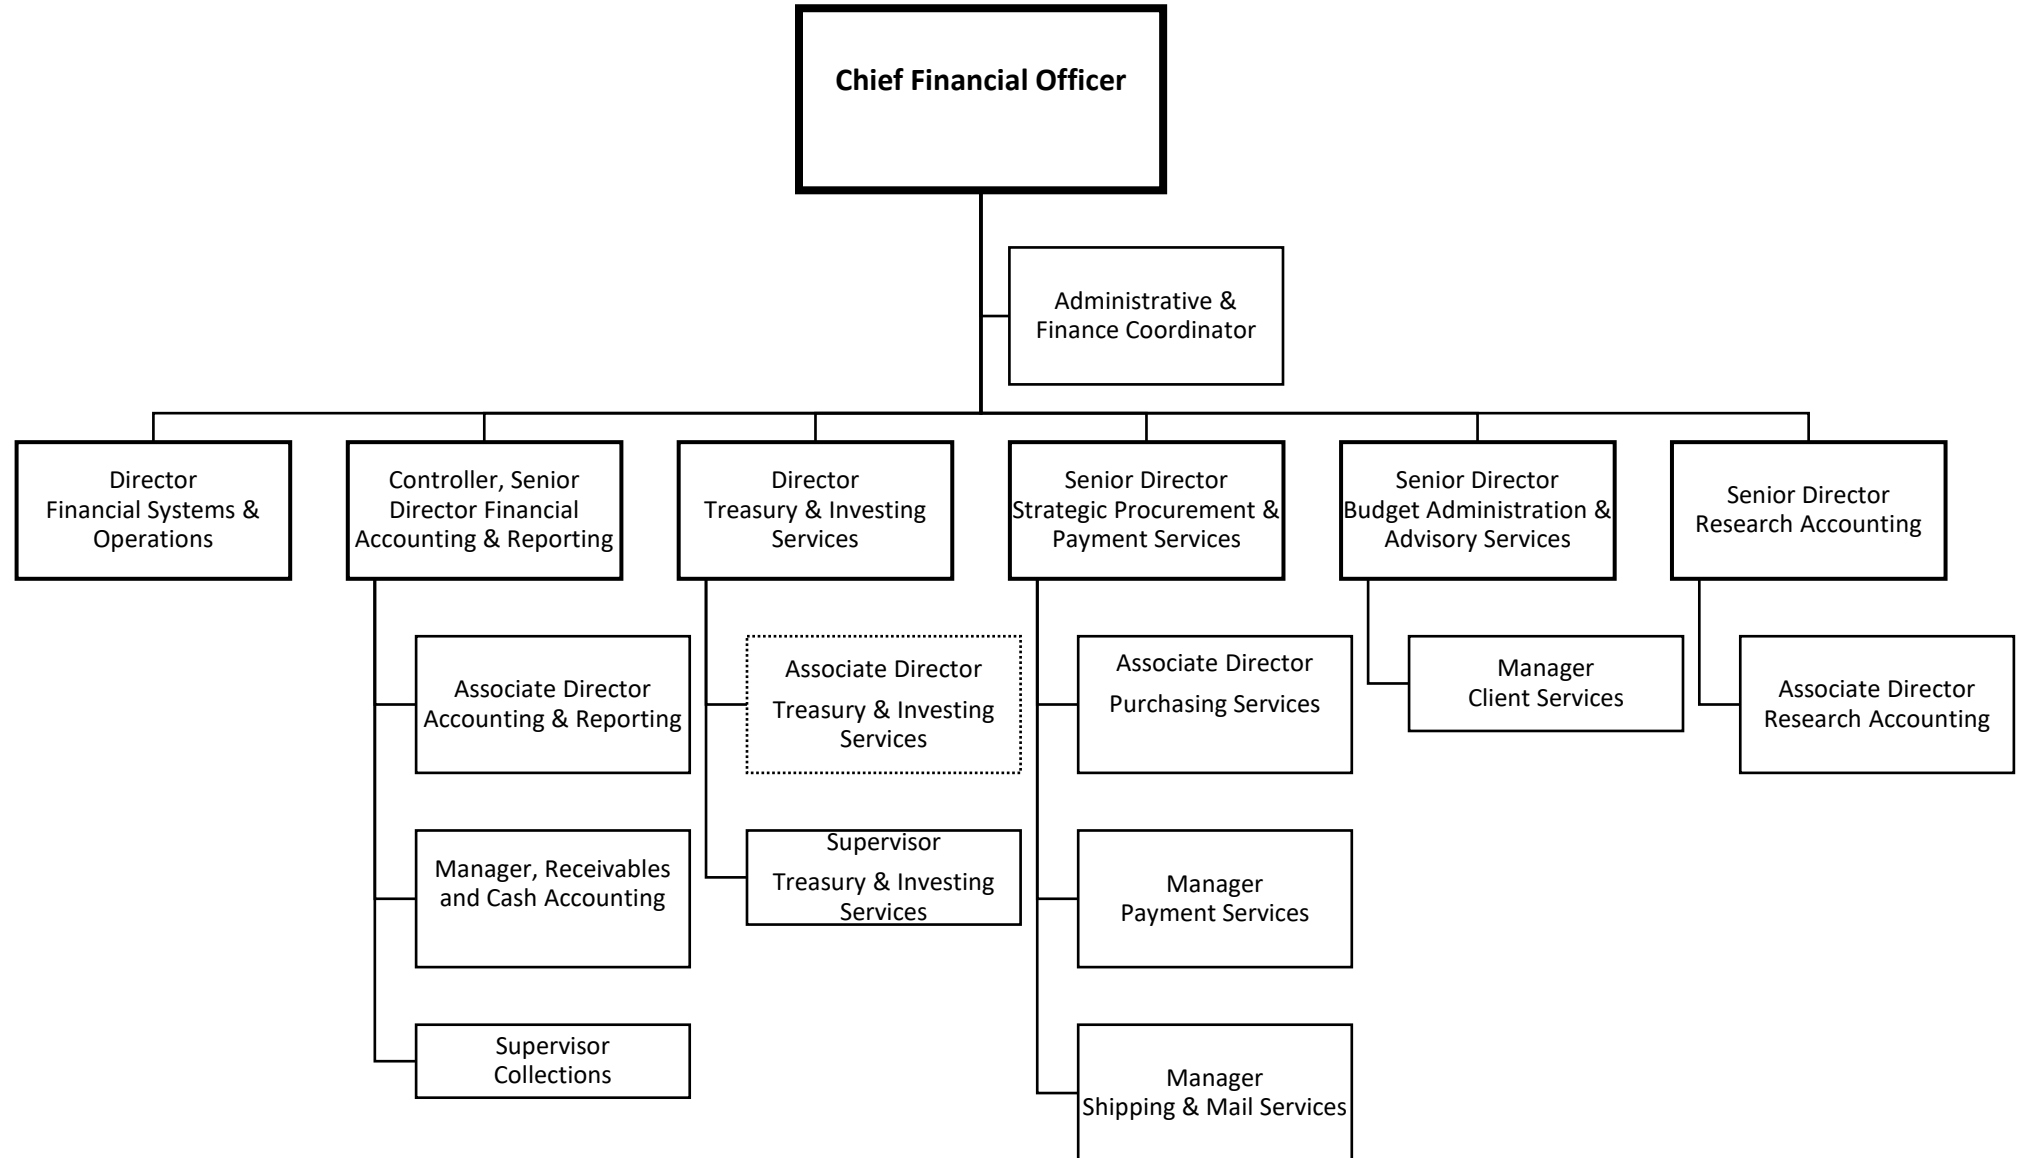 Chief Financial Officer
Administrative &
Finance Coordinator
Director
Financial Systems &
Operations
Controller, Senior
Director Financial
Accounting & Reporting
Director
Treasury & Investing
Services
Senior Director
Strategic Procurement &
Payment Services
Senior Director
Budget Administration &
Advisory Services
Senior Director
Research Accounting
Associate Director
Accounting & Reporting
Manager, Receivables
and Cash Accounting
Supervisor
Collections
Associate Director
Treasury & Investing
Services
Supervisor
Treasury & Investing
Services
Associate Director
Purchasing Services
Manager
Payment Services
Manager
Shipping & Mail Services
Manager
Client Services
Associate Director
Research Accounting